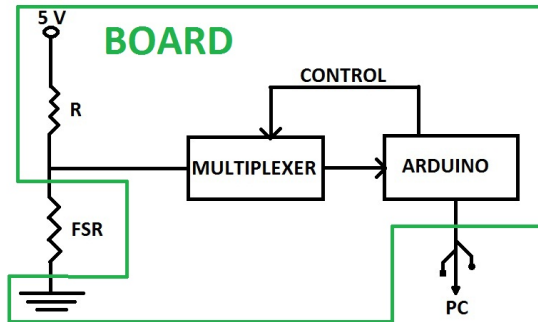 5 V
BOARD
CONTROL
R
MULTIPLEXER
ARDUINO
FSR
PC